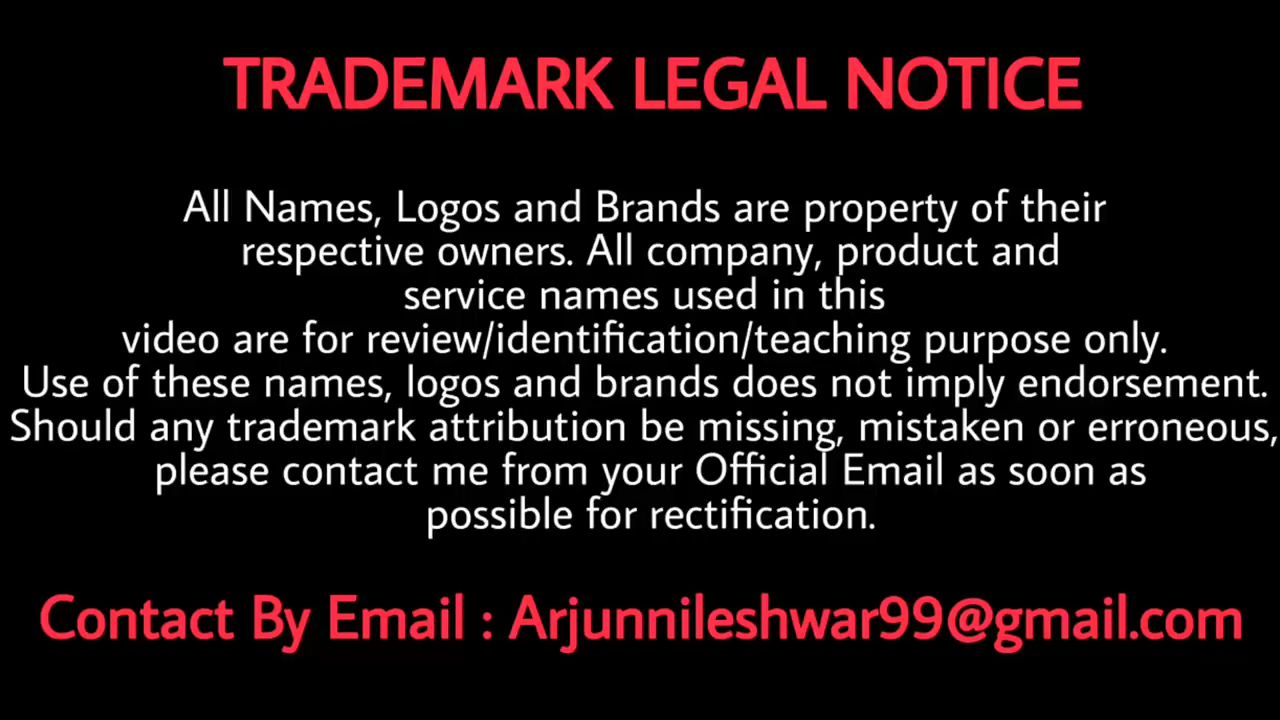 TRADEMARK LEGAL NOTICE
All Names, Logos and Brands are property of their
respective owners. All company, product and
service names used in this
video are for review/identification/teaching purpose only.
Use of these names, logos and brands does not imply endorsement.
Should any trademark attribution be missing, mistaken or erroneous,
please contact me from your Official Email as soon as
possible for rectification.
Contact By Email : Arjunnileshwar99@gmail.com